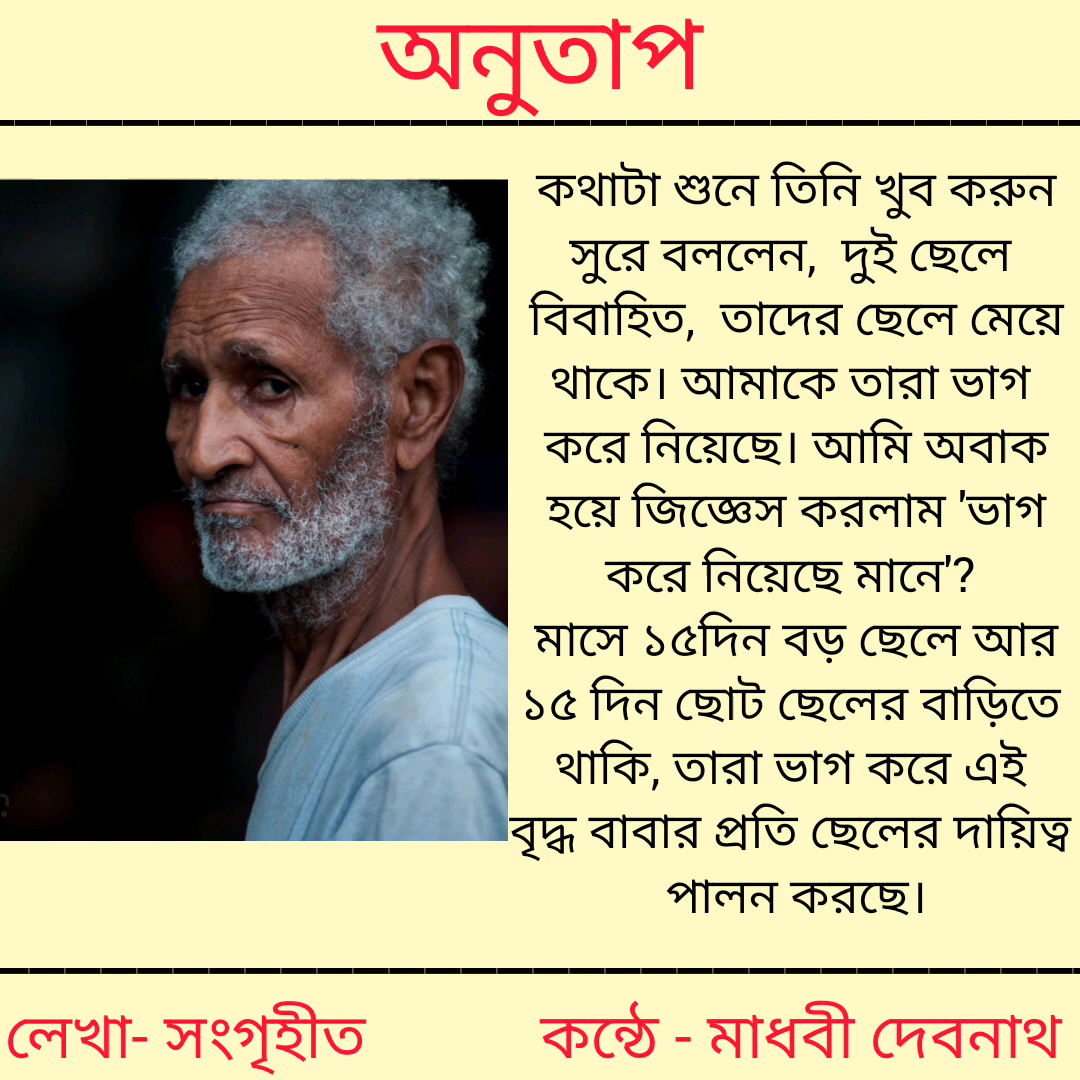 অনুতাপ
কথাটা শুনে তিনি খুব করুন
সুরে বললেন, দুই ছেলে
বিবাহিত, তাদের ছেলে মেয়ে
থাকে। আমাকে তারা ভাগ
করে নিয়েছে। আমি অবাক
হয়ে জিজ্ঞেস করলাম 'ভাগ
করে নিয়েছে মানে'?
মাসে ১৫দিন বড় ছেলে আর
১৫ দিন ছোট ছেলের বাড়িতে
থাকি, তারা ভাগ করে এই
বৃদ্ধ বাবার প্রতি ছেলের দায়িত্ব
পালন করছে।
লেখা- সংগৃহীত
কন্ঠে - মাধবী দেবনাথ